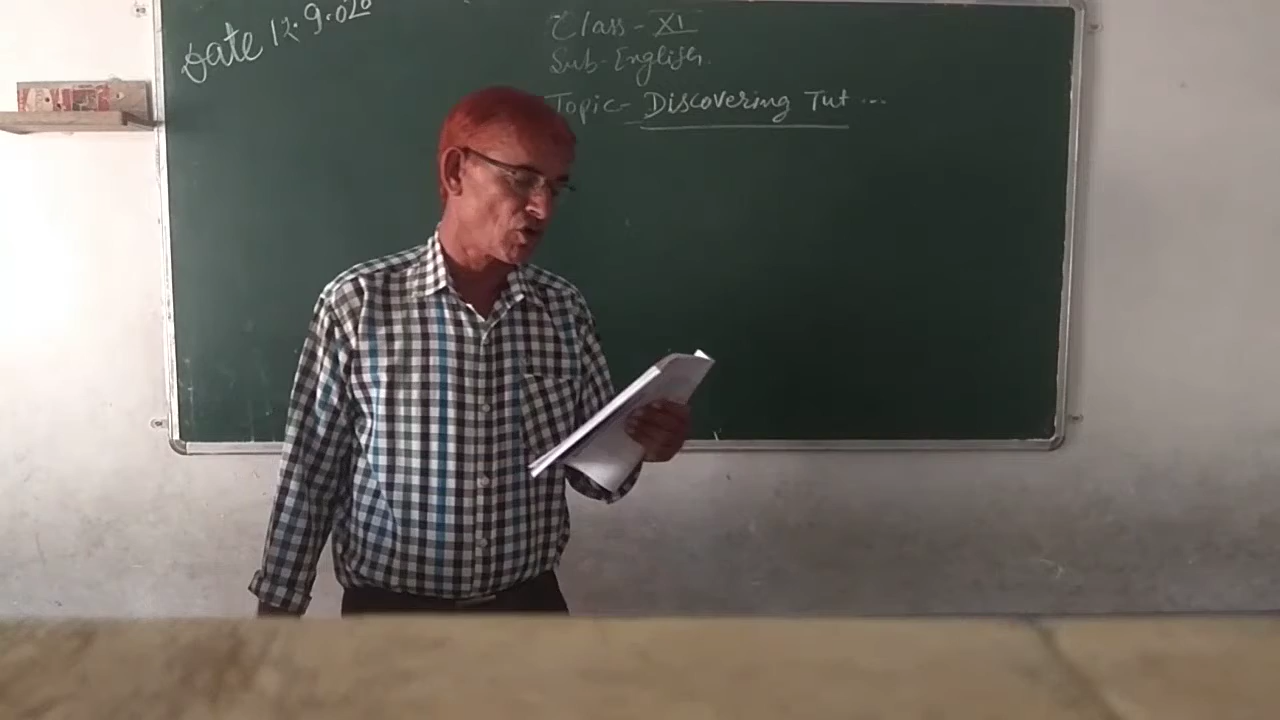 Date 12.9.020
Class - XI
Sub - English.
Topic - Discovering Tut ...